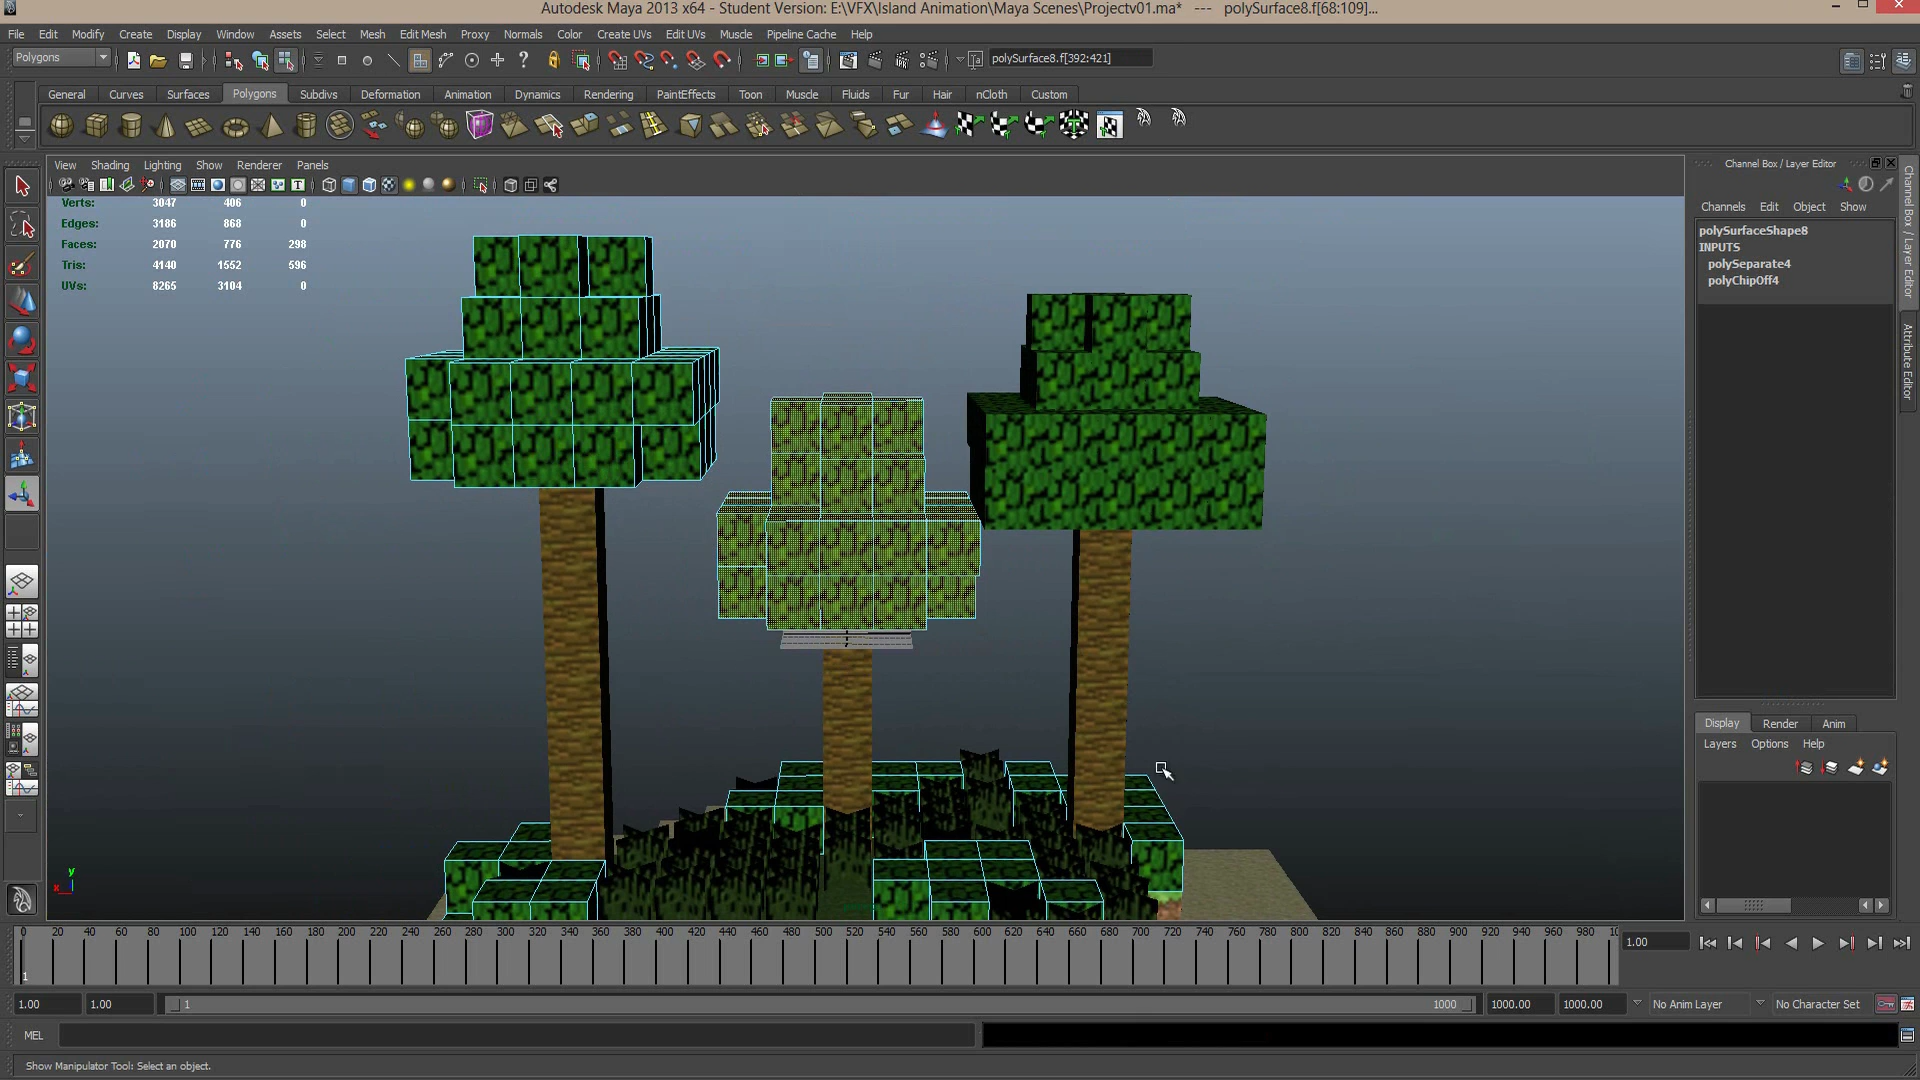 Autodesk Maya 2013 x64 - Student Version: E:\VFX\Island Animation\Maya Scenes\Projectv01.ma* --- polySurface8.f[68:109]...
File Edit Modify Create Display Window Assets Select Mesh Edit Mesh Proxy Normals Color Create UVs Edit UVs Muscle Pipeline Cache Help
Polygons polySurface8.f[392:421]
General Curves Surfaces Polygons Subdivs Deformation Animation Dynamics Rendering PaintEffects Toon Muscle Fluids Fur Hair nCloth Custom
View Shading Lighting Show Renderer Panels
Verts: 3047 406 0
Edges: 3186 868 0
Faces: 2070 776 298
Tris: 4140 1552 596
UVs: 8265 3104 0
y
x
Channel Box / Layer Editor
Channels Edit Object Show
polySurfaceShape8
INPUTS
polySeparate4
polyChipOff4
Channel Box / Layer Editor
Attribute Editor
Display Render Anim
Layers Options Help
0 20 40 60 80 100 120 140 160 180 200 220 240 260 280 300 320 340 360 380 400 420 440 460 480 500 520 540 560 580 600 620 640 660 680 700 720 740 760 780 800 820 840 860 880 900 920 940 960 980 10
1
1.00
1.00 1.00 1 1000 1000.00 1000.00 No Anim Layer No Character Set
MEL
Show Manipulator Tool: Select an object.